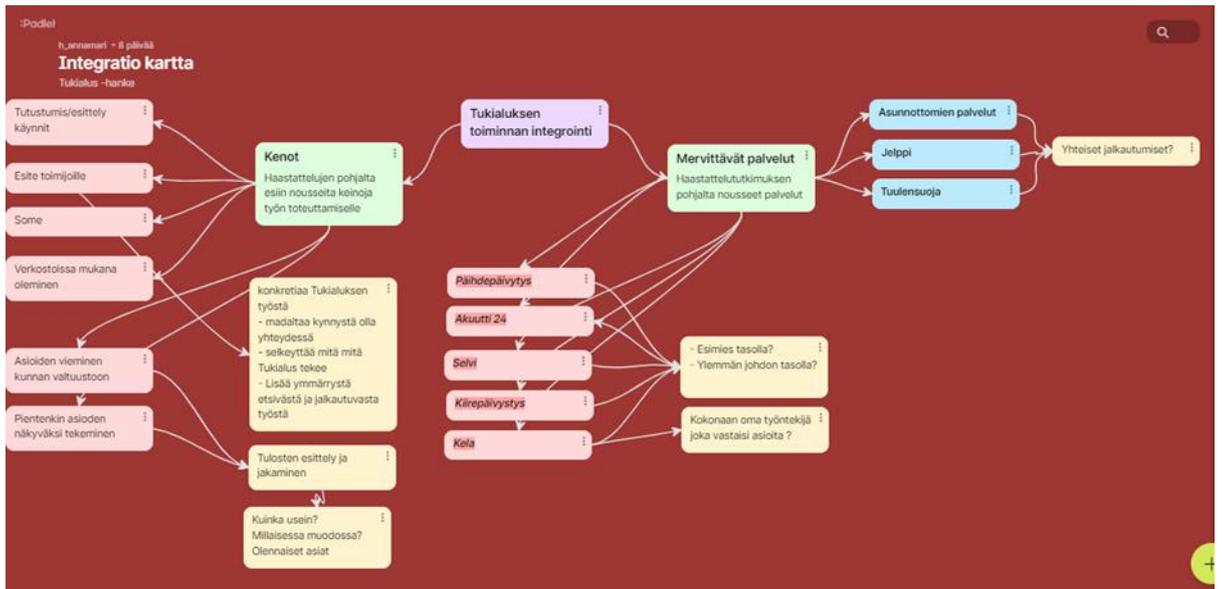 :Padlet
h_annamari • 8 päivää
Integratio kartta
Tukialus -hanke
Tutustumis/esittely
käynnit
Esite toimijoille
Some
Verkostoissa mukana
oleminen
Asioiden vieminen
kunnan valtuustoon
Pientenkin asioiden
näkyväksi tekeminen
Kenot
Haastattelujen pohjalta
esiin nousseita keinoja
työn toteuttamiselle
konkretiaa Tukialuksen
työstä
- madaltaa kynnystä olla
yhteydessä
- selkeyttää mitä mitä
Tukialus tekee
- Lisää ymmärrystä
etsivästä ja jalkautuvasta
työstä
Tulosten esittely ja
jakaminen
Kuinka usein?
Millaisessa muodossa?
Olennaiset asiat
Tukialuksen
toiminnan integrointi
Mervittävät palvelut
Haastattelututkimuksen
pohjalta nousseet palvelut
Päihdepäivytys
Akuutti 24
Selvi
Kiirepäivystys
Kela
- Esimies tasolla?
- Ylemmän johdon tasolla?
Kokonaan oma työntekijä
joka vastaisi asioita ?
Asunnottomien palvelut
Jelppi
Tuulensuoja
Yhteiset jalkautumiset?